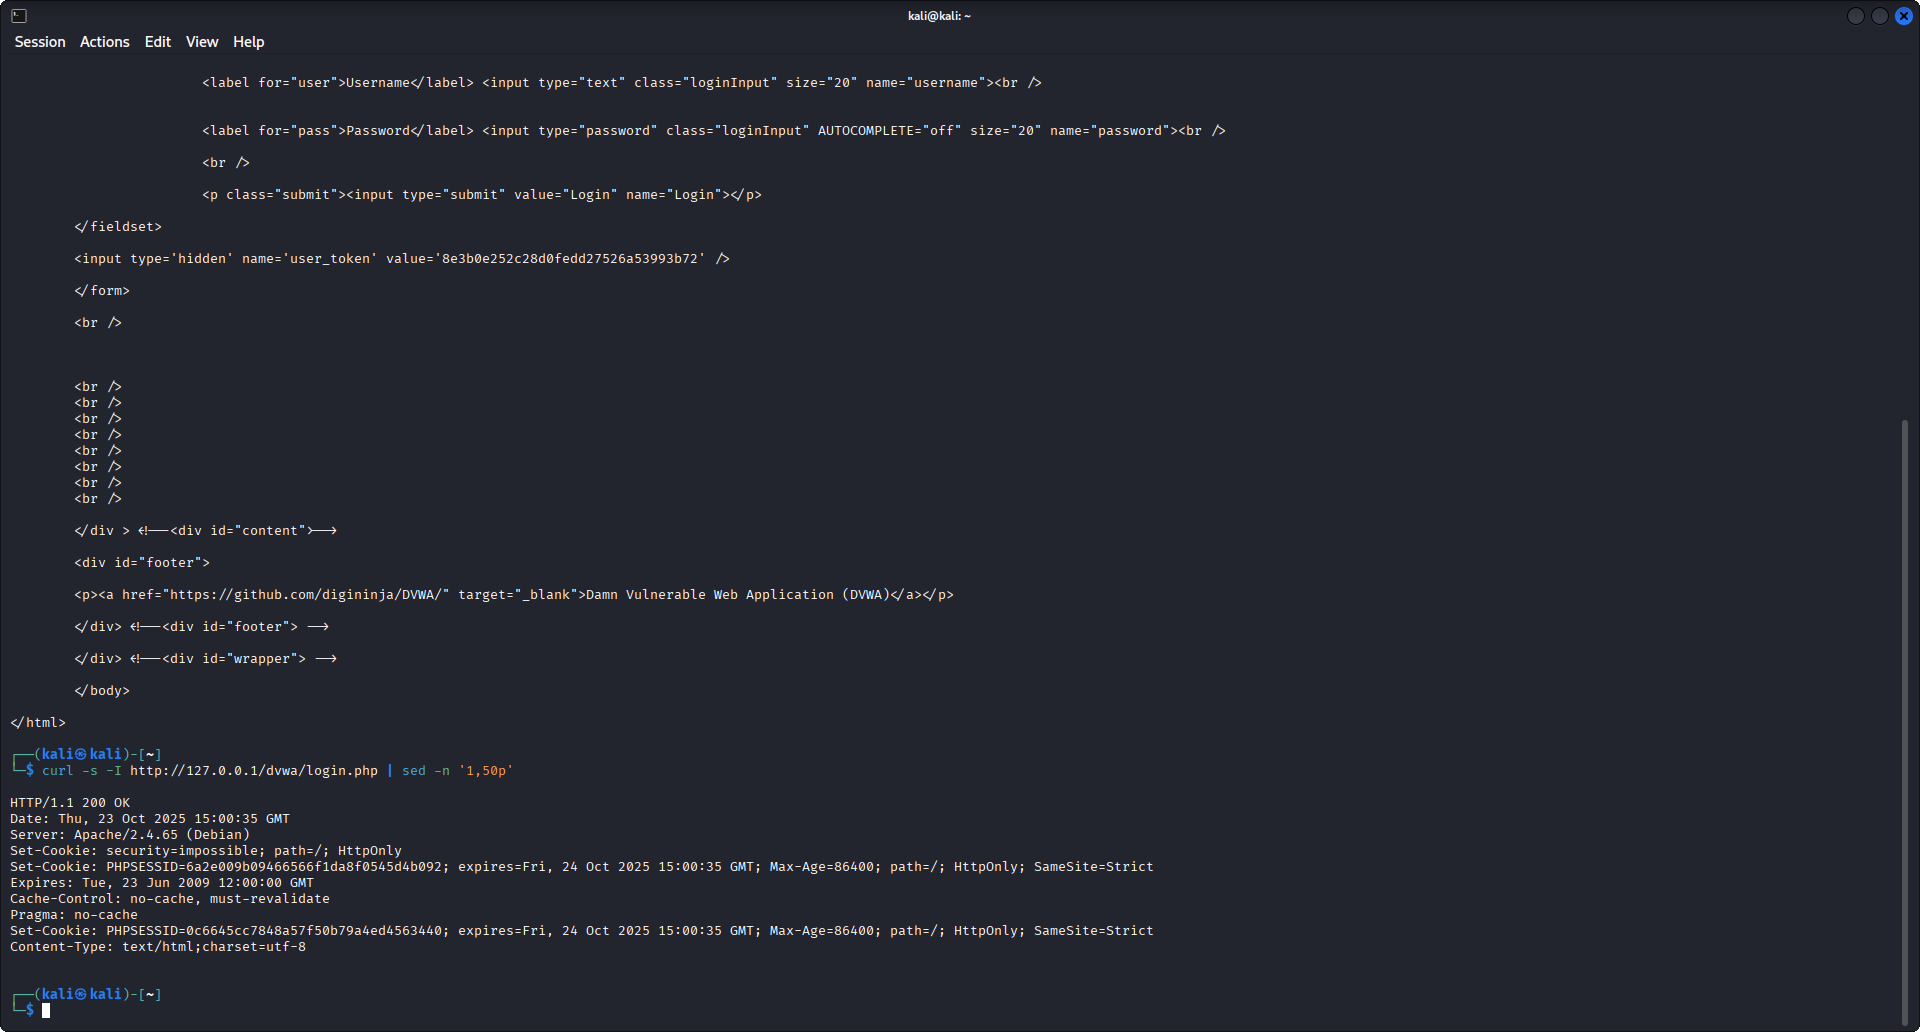 kali@kali: ~
Session Actions Edit View Help
<label for="user">Username</label> <input type="text" class="loginInput" size="20" name="username"><br />
<label for="pass">Password</label> <input type="password" class="loginInput" AUTOCOMPLETE="off" size="20" name="password"><br />
<br />
<p class="submit"><input type="submit" value="Login" name="Login"></p>
</fieldset>
<input type='hidden' name='user_token' value='8e3b0e252c28d0fedd27526a53993b72' />
</form>
<br />
<br />
<br />
<br />
<br />
<br />
<br />
<br />
<br />
</div > <!--<div id="content">-->
<div id="footer">
<p><a href="https://github.com/digininja/DVWA/" target="_blank">Damn Vulnerable Web Application (DVWA)</a></p>
</div> <!--<div id="footer"> -->
</div> <!--<div id="wrapper"> -->
</body>
</html>
┌──(kali㉿kali)-[~]
└─$ curl -s -I http://127.0.0.1/dvwa/login.php | sed -n '1,50p'
HTTP/1.1 200 OK
Date: Thu, 23 Oct 2025 15:00:35 GMT
Server: Apache/2.4.65 (Debian)
Set-Cookie: security=impossible; path=/; HttpOnly
Set-Cookie: PHPSESSID=6a2e009b09466566f1da8f0545d4b092; expires=Fri, 24 Oct 2025 15:00:35 GMT; Max-Age=86400; path=/; HttpOnly; SameSite=Strict
Expires: Tue, 23 Jun 2009 12:00:00 GMT
Cache-Control: no-cache, must-revalidate
Pragma: no-cache
Set-Cookie: PHPSESSID=0c6645cc7848a57f50b79a4ed4563440; expires=Fri, 24 Oct 2025 15:00:35 GMT; Max-Age=86400; path=/; HttpOnly; SameSite=Strict
Content-Type: text/html;charset=utf-8
┌──(kali㉿kali)-[~]
└─$